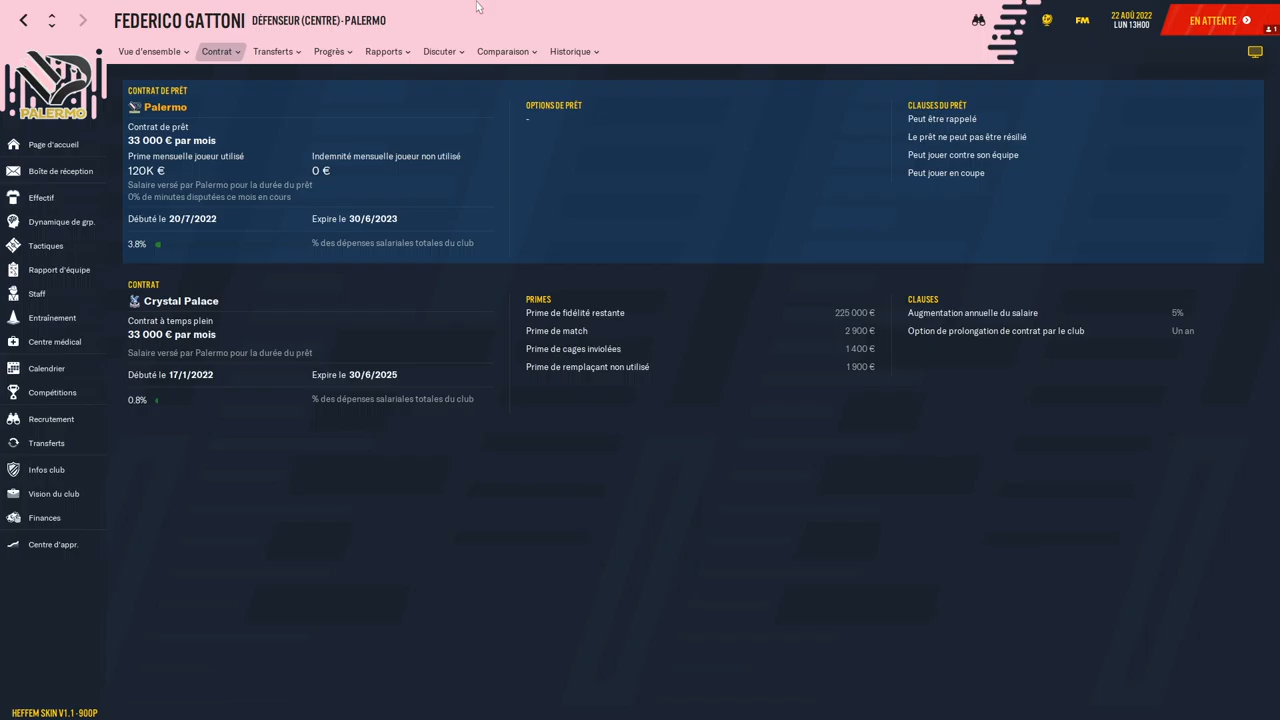 FEDERICO GATTONI DÉFENSEUR (CENTRE) - PALERMO
22 AOÛ 2022
LUN 13H00
EN ATTENTE
1
FM
Vue d'ensemble Contrat Transferts Progrès Rapports Discuter Comparaison Historique
PALERMO
Page d'accueil
Boîte de réception
Effectif
Dynamique de grp.
Tactiques
Rapport d'équipe
Staff
Entraînement
Centre médical
Calendrier
Compétitions
Recrutement
Transferts
Infos club
Vision du club
Finances
Centre d'appr.
CONTRAT DE PRÊT
Palermo
Contrat de prêt
33 000 € par mois
Prime mensuelle joueur utilisé Indemnité mensuelle joueur non utilisé
120K € 0 €
Salaire versé par Palermo pour la durée du prêt
0% de minutes disputées ce mois en cours
Débuté le 20/7/2022 Expire le 30/6/2023
3.8% % des dépenses salariales totales du club
OPTIONS DE PRÊT
-
CLAUSES DU PRÊT
Peut être rappelé
Le prêt ne peut pas être résilié
Peut jouer contre son équipe
Peut jouer en coupe
CONTRAT
Crystal Palace
Contrat à temps plein
33 000 € par mois
Salaire versé par Palermo pour la durée du prêt
Débuté le 17/1/2022 Expire le 30/6/2025
0.8% % des dépenses salariales totales du club
PRIMES
Prime de fidélité restante 225 000 €
Prime de match 2 900 €
Prime de cages inviolées 1 400 €
Prime de remplaçant non utilisé 1 900 €
CLAUSES
Augmentation annuelle du salaire 5%
Option de prolongation de contrat par le club Un an
HEFFEM SKIN V1.1 - 900P